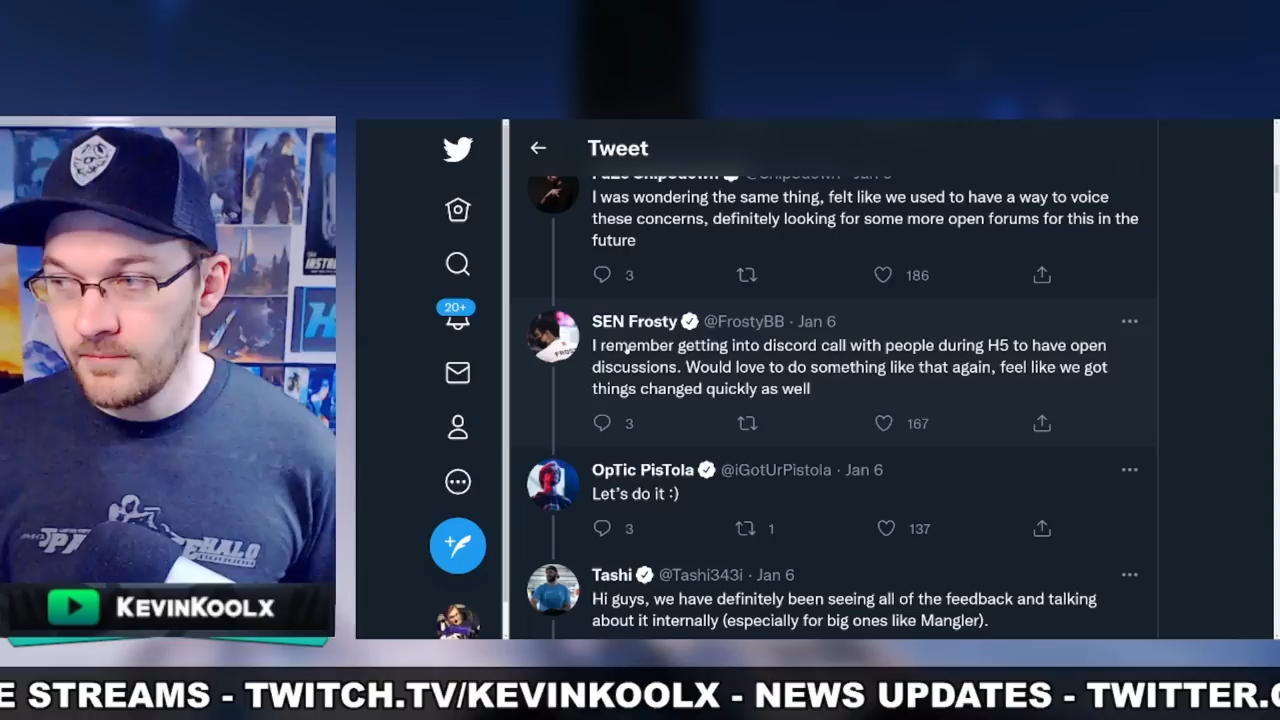 Tweet
I was wondering the same thing, felt like we used to have a way to voice
these concerns, definitely looking for some more open forums for this in the
future
3
186
20+
SEN Frosty @FrostyBB · Jan 6
I remember getting into discord call with people during H5 to have open
discussions. Would love to do something like that again, feel like we got
things changed quickly as well
3
167
OpTic PisTola @iGotUrPistola · Jan 6
Let's do it :)
3
1
137
Tashi @Tashi343i · Jan 6
Hi guys, we have definitely been seeing all of the feedback and talking
about it internally (especially for big ones like Mangler).
KEVINKOOLX
E STREAMS - TWITCH.TV/KEVINKOOLX - NEWS UPDATES - TWITTER.